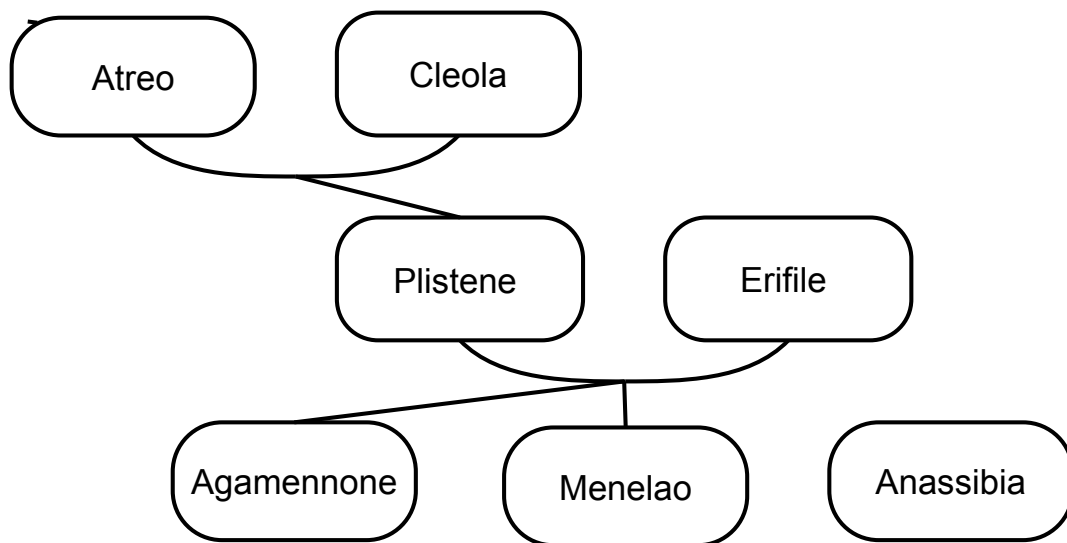 Atreo
Cleola
Plistene
Erifile
Agamennone
Menelao
Anassibia